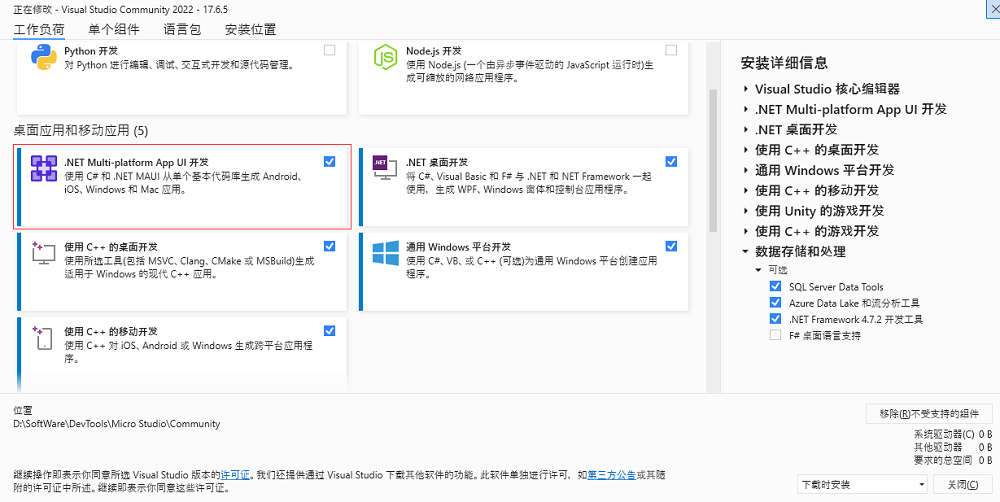 正在修改 - Visual Studio Community 2022 - 17.6.5
工作负荷 单个组件 语言包 安装位置
Python 开发
对 Python 进行编辑、调试、交互式开发和源代码管理。
Node.js 开发
使用 Node.js (一个由异步事件驱动的 JavaScript 运行时)生
成可缩放的网络应用程序。
桌面应用和移动应用 (5)
.NET Multi-platform App UI 开发
使用 C# 和 .NET MAUI 从单个基本代码库生成 Android、
iOS、Windows 和 Mac 应用。
.NET
.NET 桌面开发
将 C#、Visual Basic 和 F# 与 .NET 和 NET Framework 一起
使用，生成 WPF、Windows 窗体和控制台应用程序。
使用 C++ 的桌面开发
使用所选工具(包括 MSVC、Clang、CMake 或 MSBuild)生成
适用于 Windows 的现代 C++ 应用。
通用 Windows 平台开发
使用 C#、VB、或 C++ (可选)为通用 Windows 平台创建应用
程序。
使用 C++ 的移动开发
使用 C++ 对 iOS、Android 或 Windows 生成跨平台应用程
序。
安装详细信息
Visual Studio 核心编辑器
.NET Multi-platform App UI 开发
.NET 桌面开发
使用 C++ 的桌面开发
通用 Windows 平台开发
使用 C++ 的移动开发
使用 Unity 的游戏开发
使用 C++ 的游戏开发
数据存储和处理
可选
SQL Server Data Tools
Azure Data Lake 和流分析工具
.NET Framework 4.7.2 开发工具
F# 桌面语言支持
位置
D:\SoftWare\DevTools\Micro Studio\Community
移除(R)不受支持的组件
系统驱动器(C) 0 B
其他驱动器 0 B
要求的总空间 0 B
继续操作即表示你同意所选 Visual Studio 版本的许可证。我们还提供通过 Visual Studio 下载其他软件的功能。此软件单独进行许可，如第三方公告或其随
附的许可证中所述。继续即表示你同意这些许可证。
下载时安装
关闭(C)